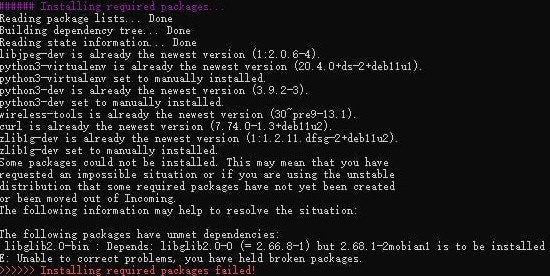 ###### Installing required packages...
Reading package lists... Done
Building dependency tree... Done
Reading state information... Done
libjpeg-dev is already the newest version (1:2.0.6-4).
python3-virtualenv is already the newest version (20.4.0+ds-2+deb11u1).
python3-virtualenv set to manually installed.
python3-dev is already the newest version (3.9.2-3).
python3-dev set to manually installed.
wireless-tools is already the newest version (30~pre9-13.1).
curl is already the newest version (7.74.0-1.3+deb11u2).
zlib1g-dev is already the newest version (1:1.2.11.dfsg-2+deb11u2).
zlib1g-dev set to manually installed.
Some packages could not be installed. This may mean that you have
requested an impossible situation or if you are using the unstable
distribution that some required packages have not yet been created
or been moved out of Incoming.
The following information may help to resolve the situation:

The following packages have unmet dependencies:
 libglib2.0-bin : Depends: libglib2.0-0 (= 2.66.8-1) but 2.68.1-2mobian1 is to be installed
E: Unable to correct problems, you have held broken packages.
>>>>>> Installing required packages failed!